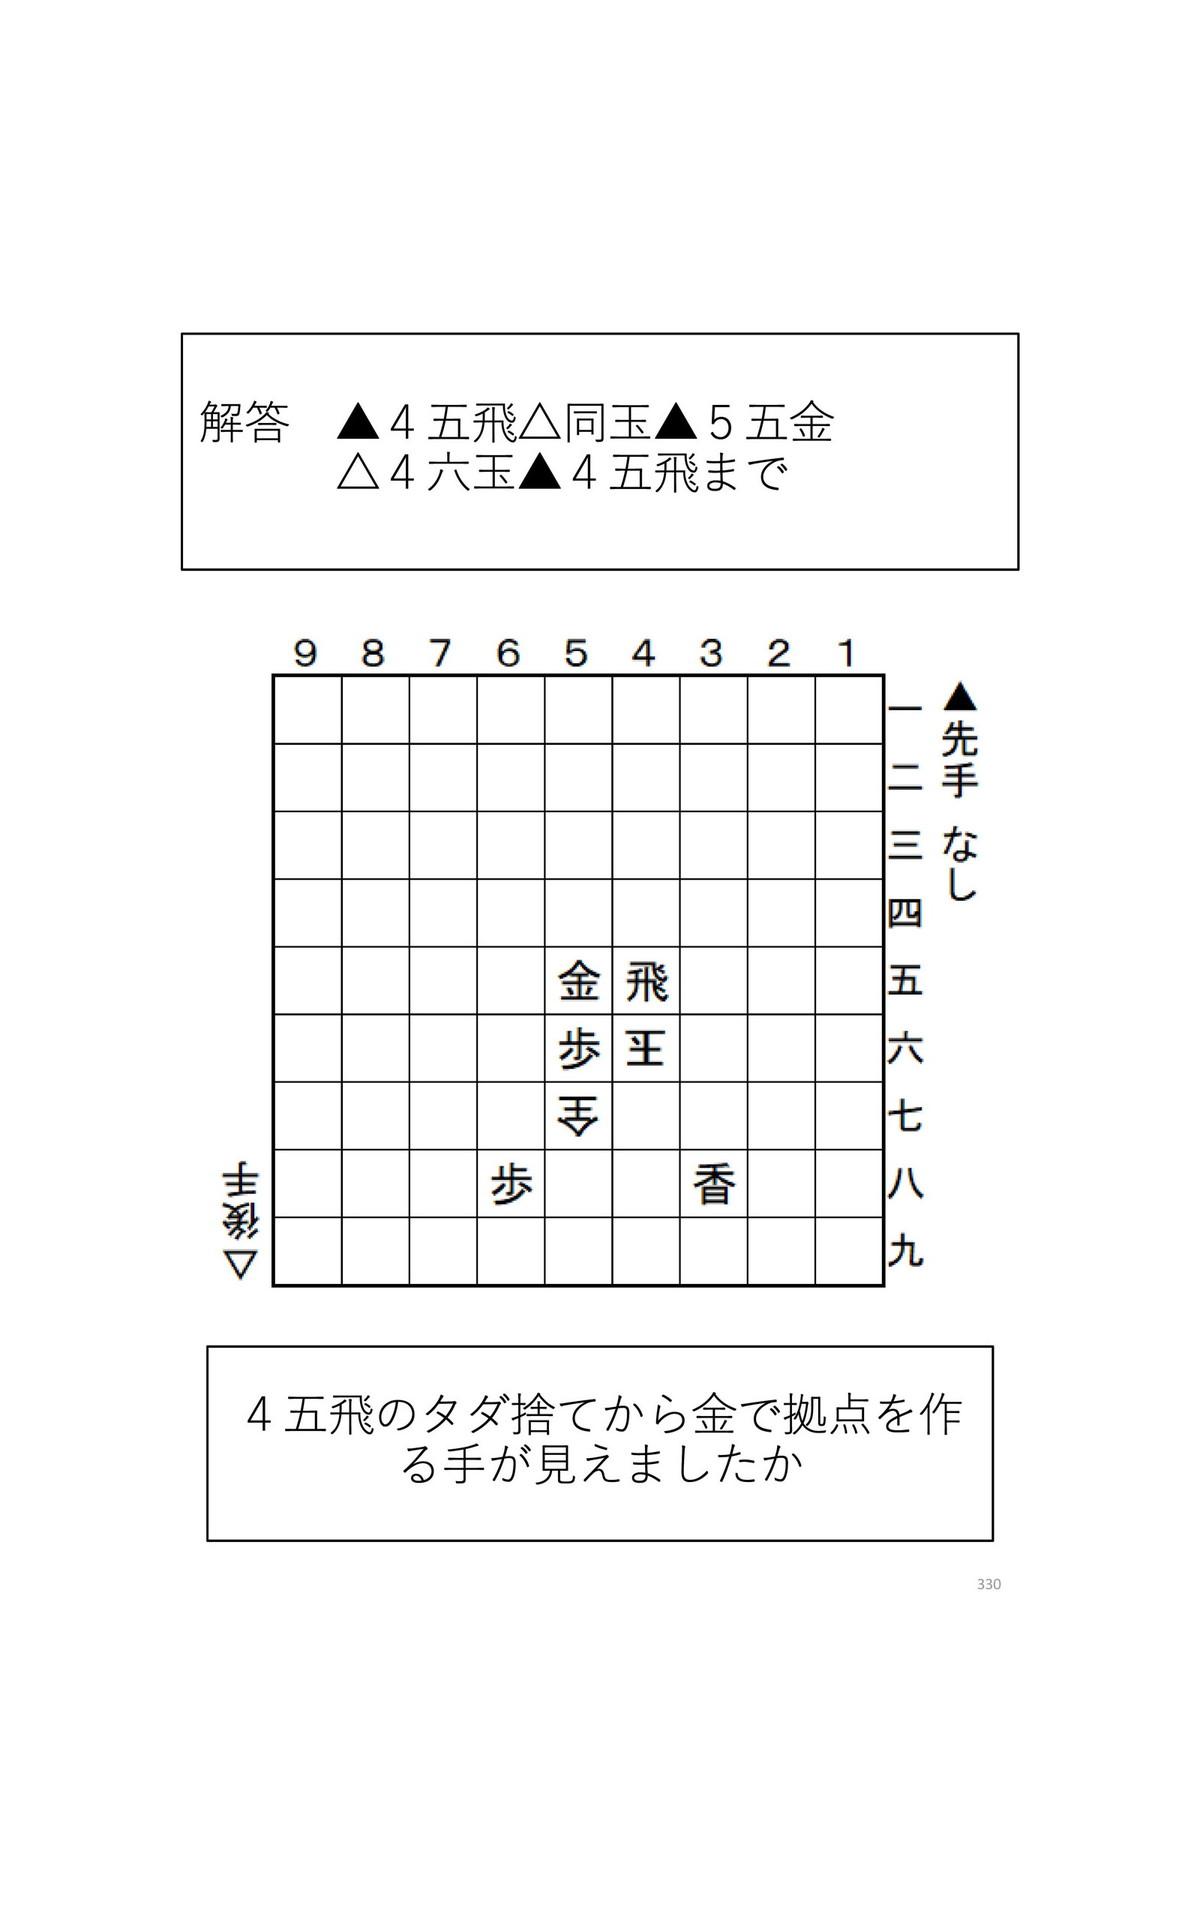 解答　▲４五飛△同玉▲５五金
△４六玉▲４五飛まで
９ ８ ７ ６ ５ ４ ３ ２ １
一
二
三
四
金 飛 五
歩 王 六
全 七
歩 香 八
九
▲先手 なし
△後手
４五飛のタダ捨てから金で拠点を作
る手が見えましたか
330